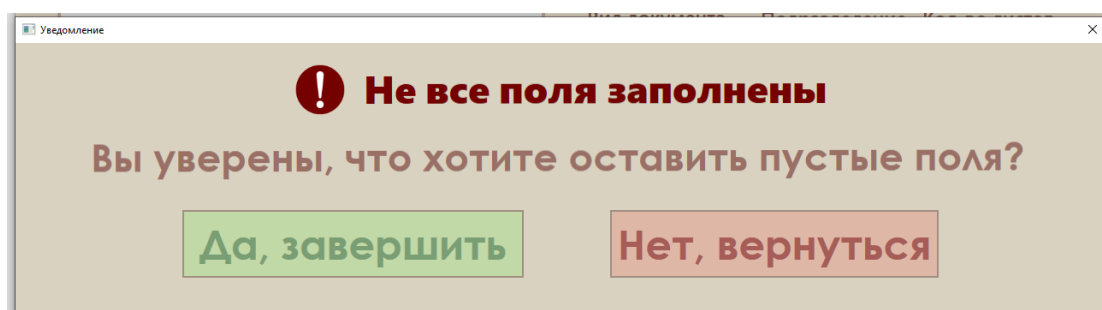 Уведомление
Не все поля заполнены
Вы уверены, что хотите оставить пустые поля?
Да, завершить
Нет, вернуться